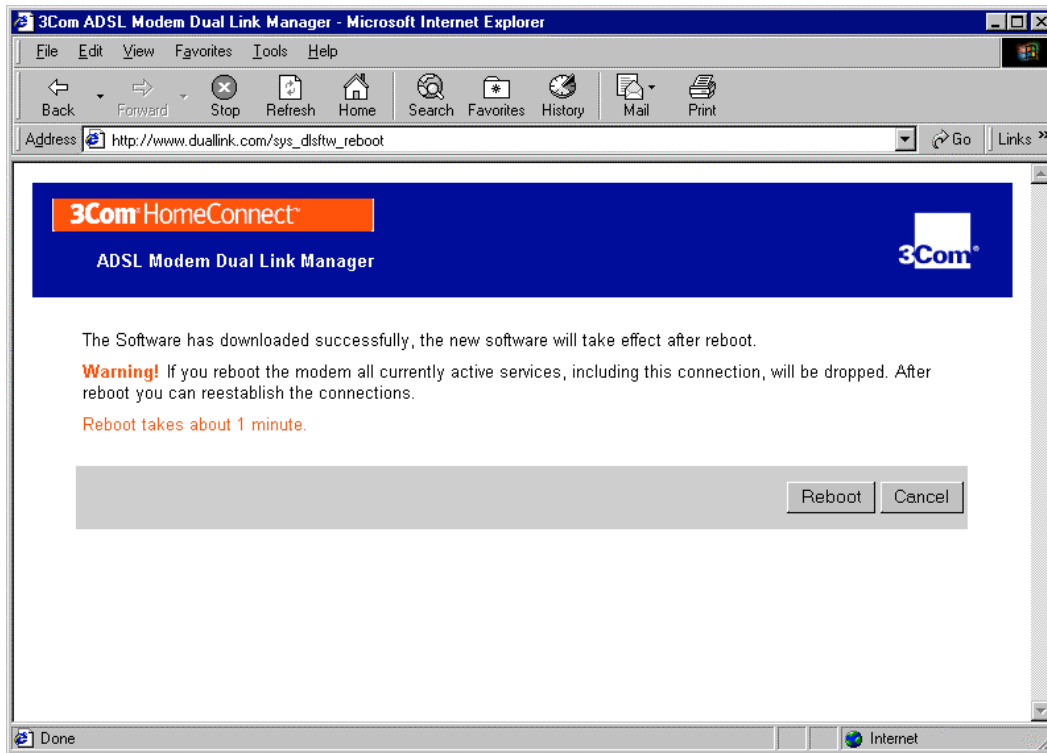 3Com ADSL Modem Dual Link Manager - Microsoft Internet Explorer
File Edit View Favorites Tools Help
Back Forward Stop Refresh Home Search Favorites History Mail Print
Address http://www.duallink.com/sys_dlsftw_reboot Go Links »
3Com® HomeConnect™
ADSL Modem Dual Link Manager
3Com®
The Software has downloaded successfully, the new software will take effect after reboot.
Warning! If you reboot the modem all currently active services, including this connection, will be dropped. After
reboot you can reestablish the connections.
Reboot takes about 1 minute.
Reboot Cancel
Done Internet